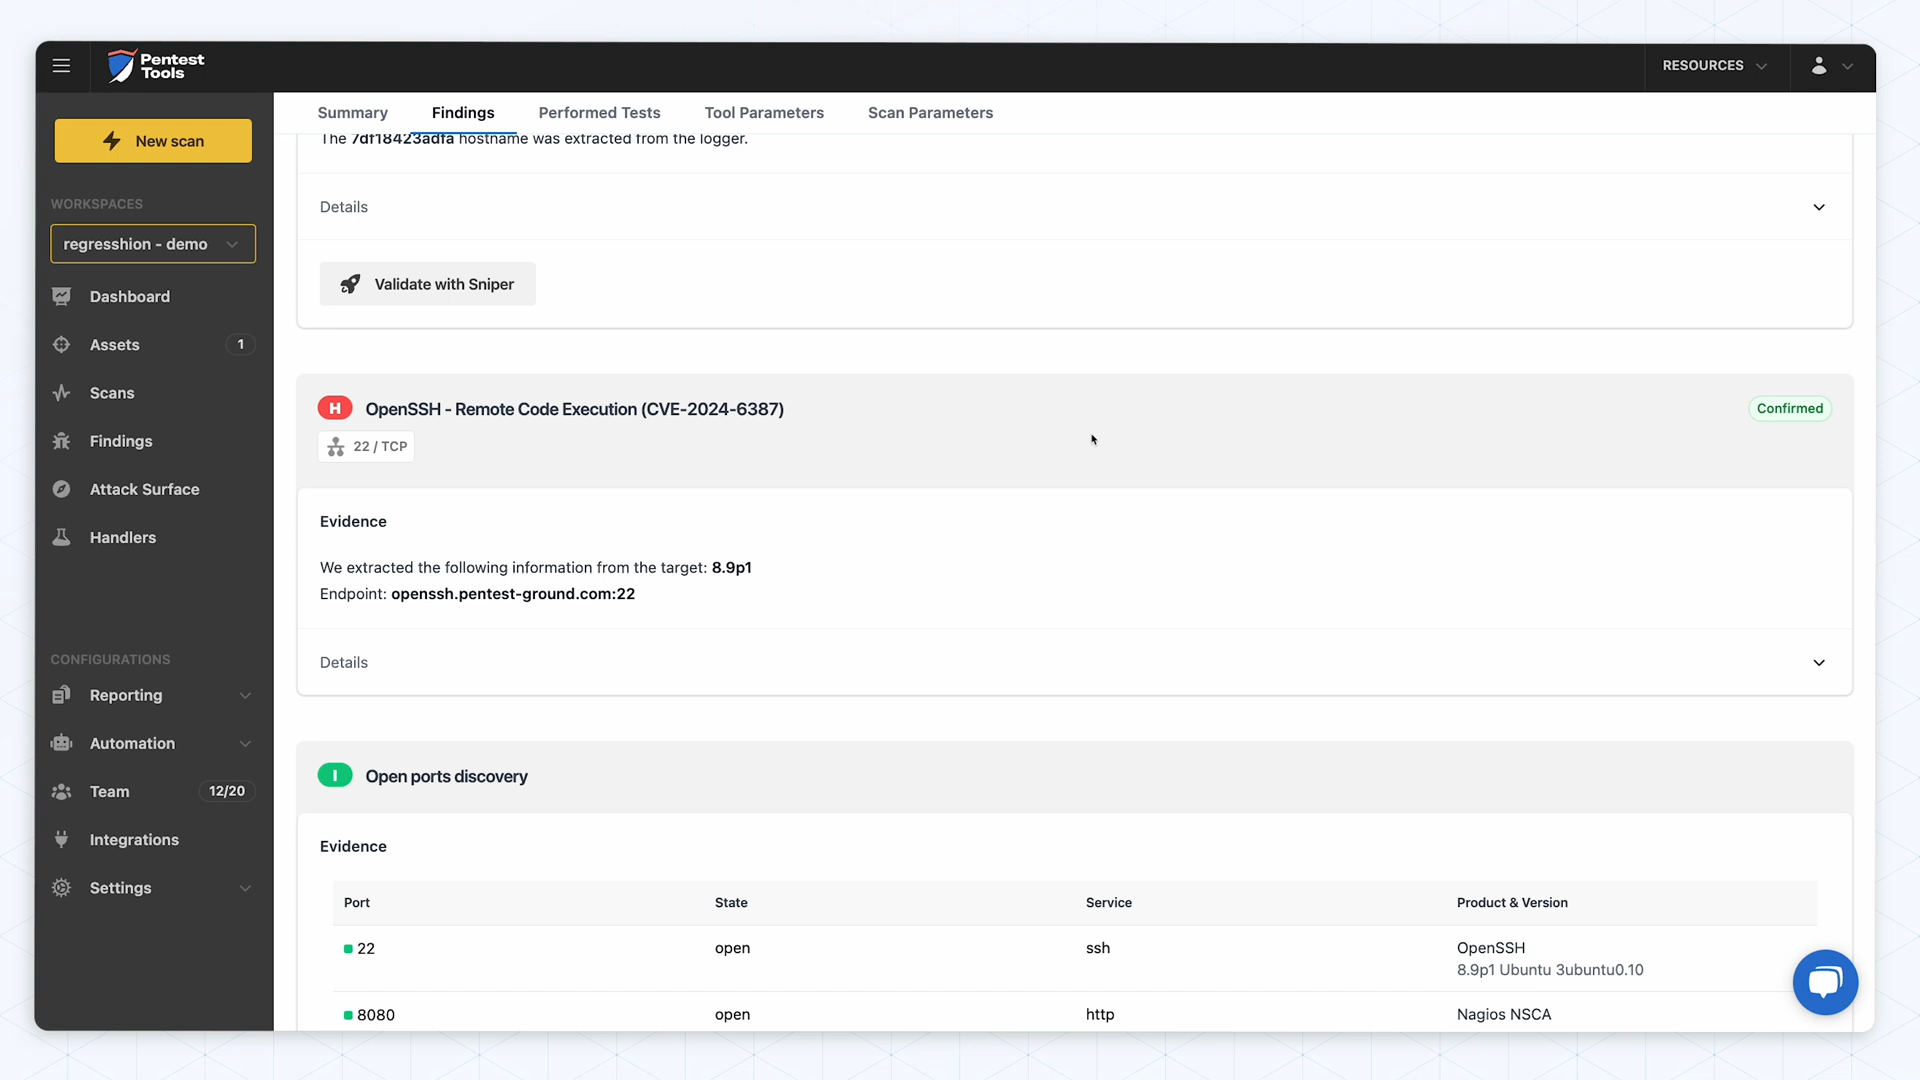 Pentest
Tools
RESOURCES
New scan
WORKSPACES
regresshion - demo
Dashboard
Assets 1
Scans
Findings
Attack Surface
Handlers
CONFIGURATIONS
Reporting
Automation
Team 12/20
Integrations
Settings
Summary Findings Performed Tests Tool Parameters Scan Parameters
The 7df18423adfa hostname was extracted from the logger.
Details
Validate with Sniper
H OpenSSH - Remote Code Execution (CVE-2024-6387) Confirmed
22 / TCP
Evidence
We extracted the following information from the target: 8.9p1
Endpoint: openssh.pentest-ground.com:22
Details
I Open ports discovery
Evidence
Port State Service Product & Version
22 open ssh OpenSSH
8.9p1 Ubuntu 3ubuntu0.10
8080 open http Nagios NSCA